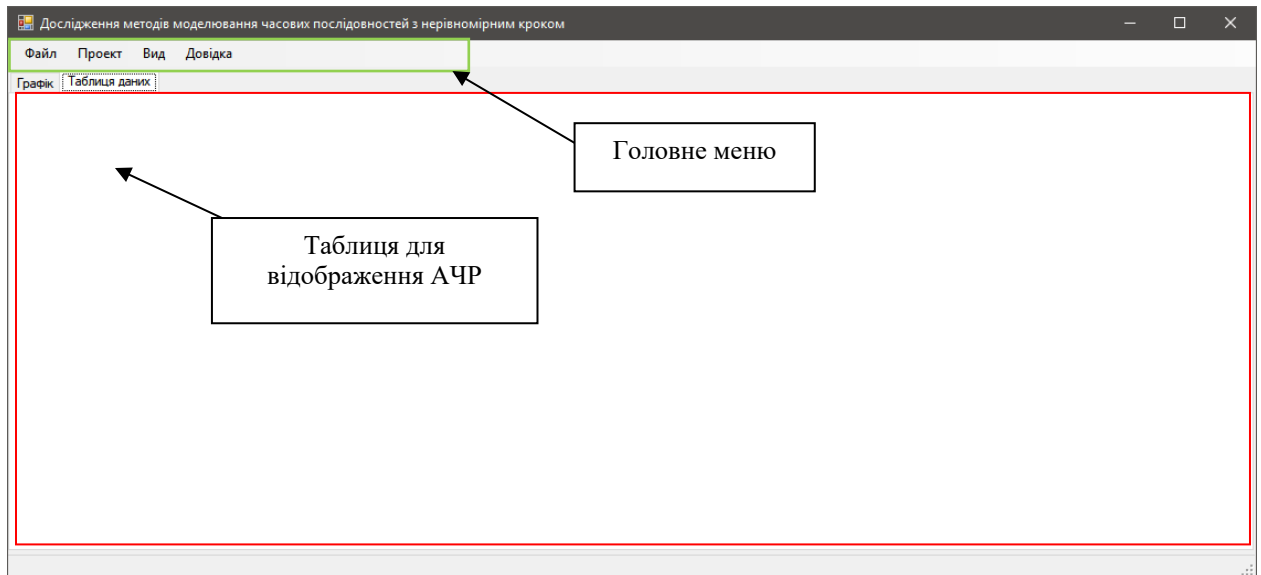 Дослідження методів моделювання часових послідовностей з нерівномірним кроком
Файл Проект Вид Довідка
Графік Таблиця даних
Головне меню
Таблиця для
відображення АЧР